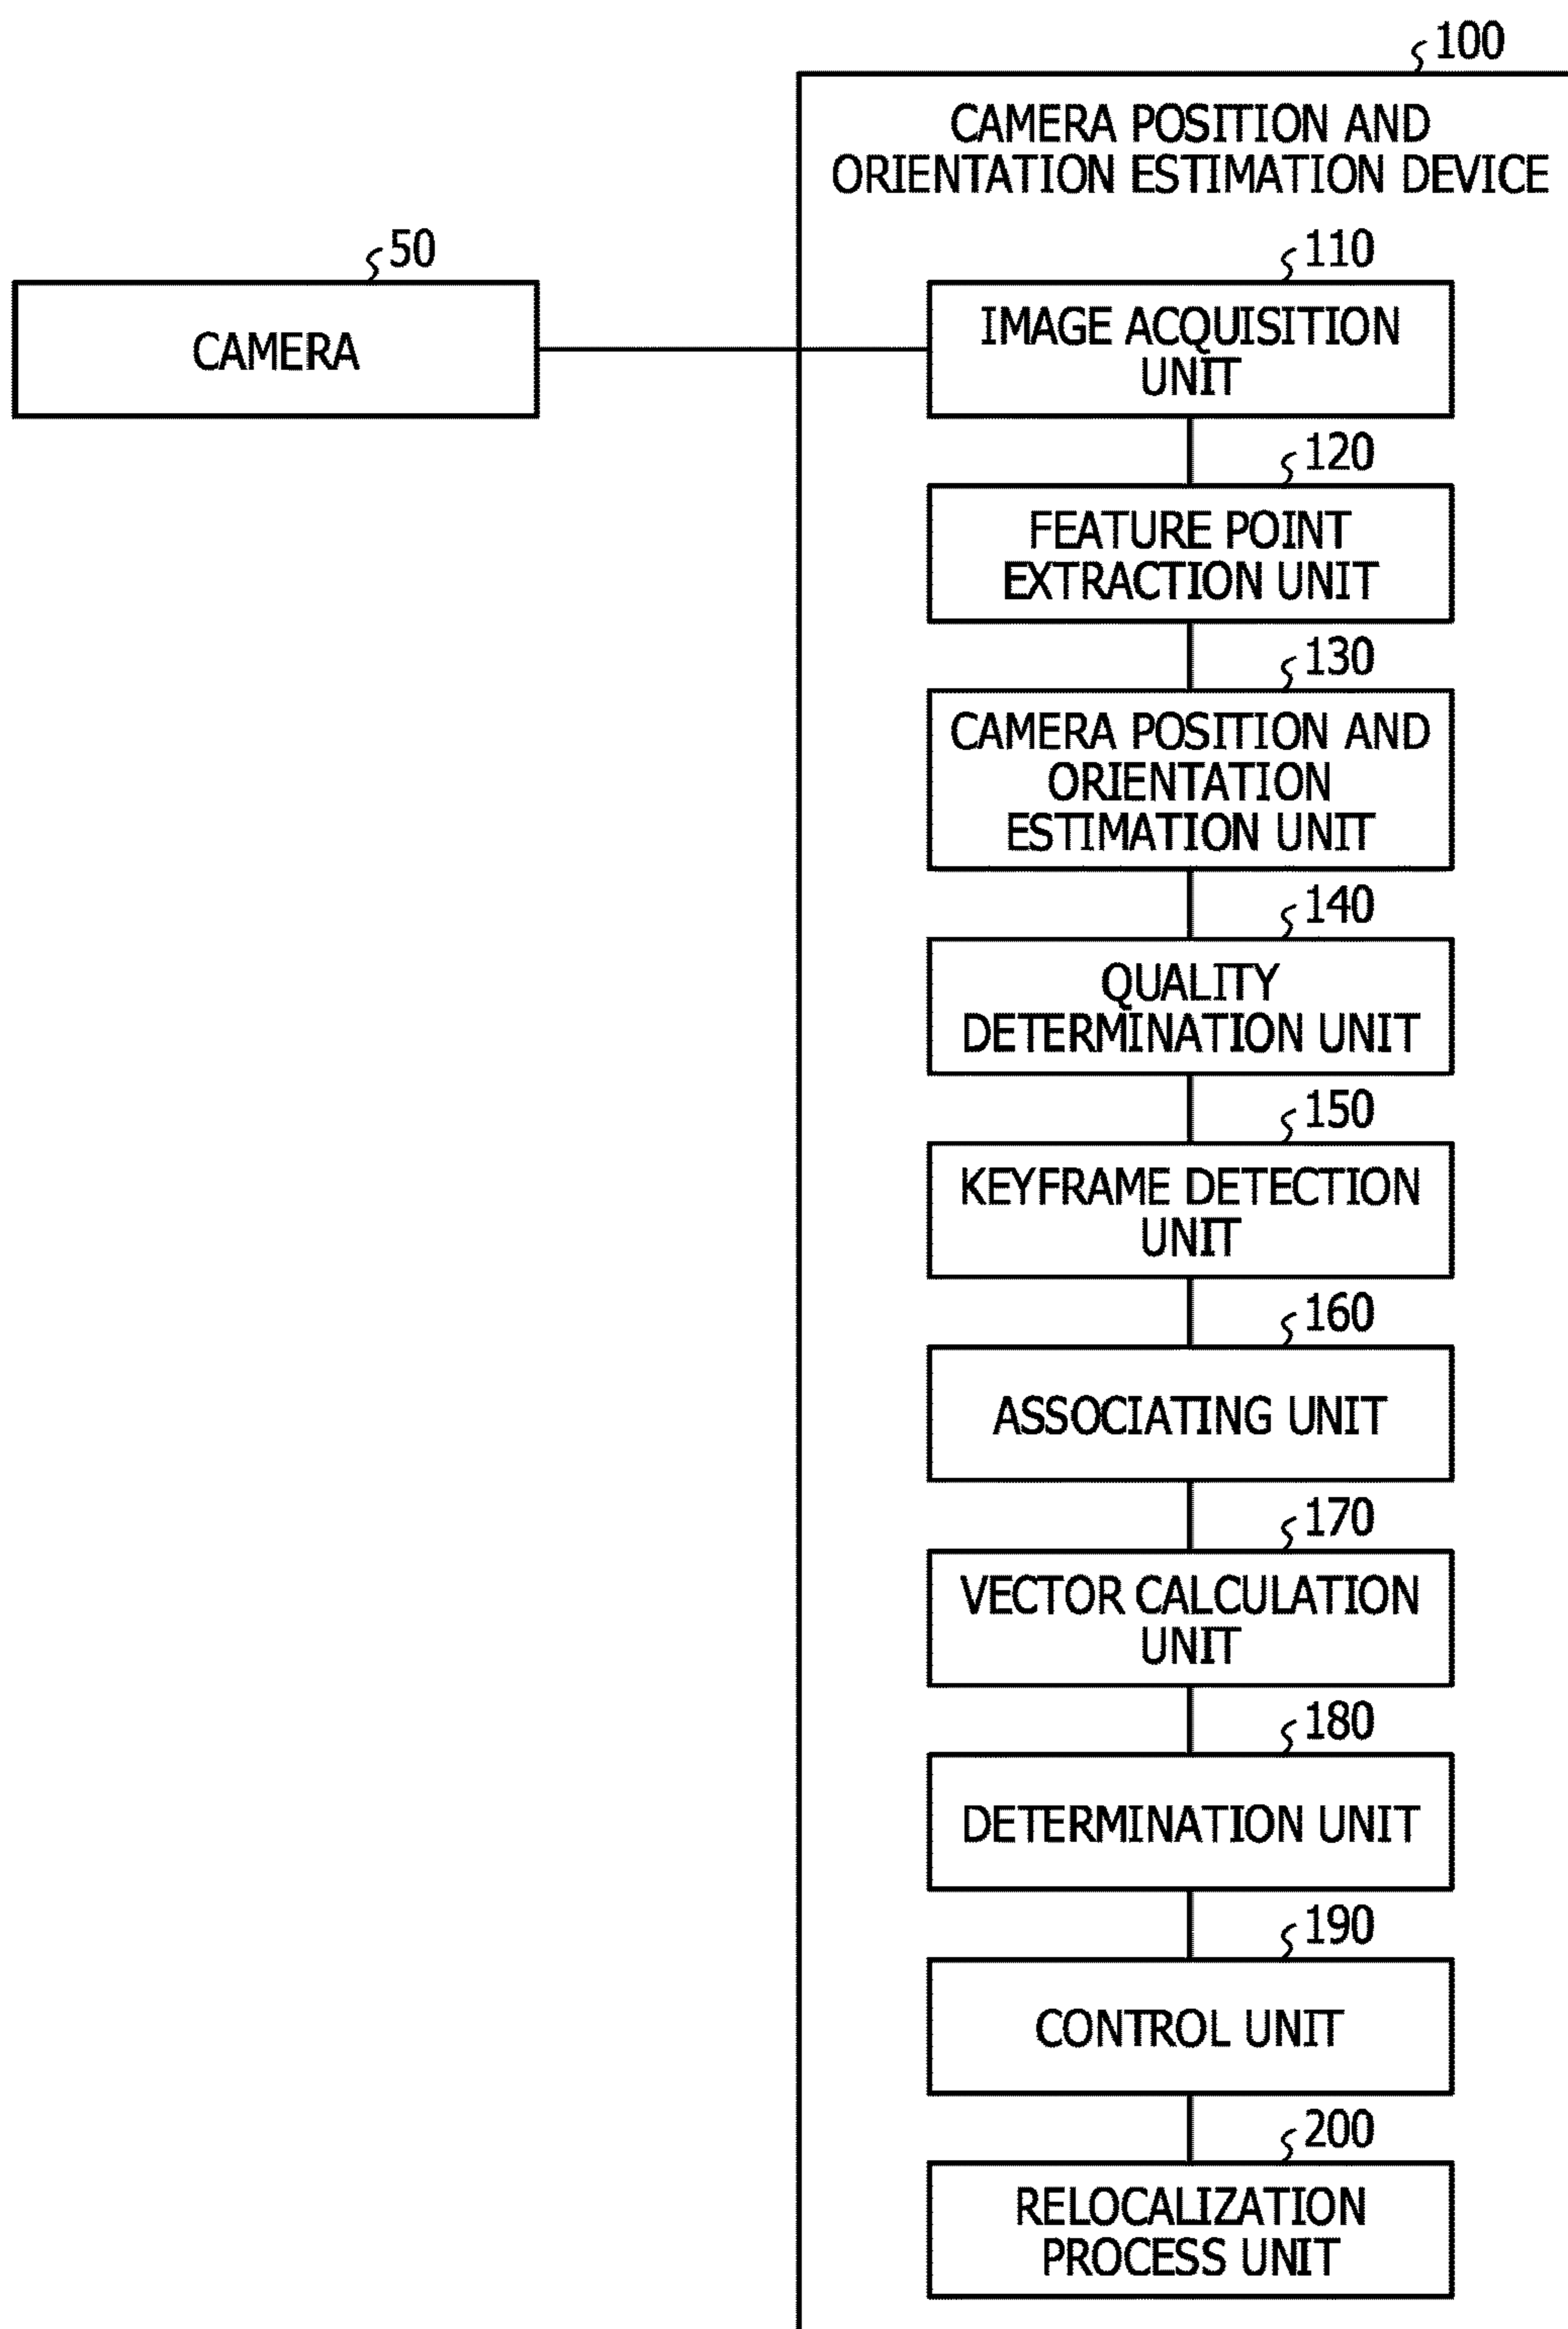 100
CAMERA POSITION AND
ORIENTATION ESTIMATION DEVICE
50
CAMERA
110
IMAGE ACQUISITION
UNIT
120
FEATURE POINT
EXTRACTION UNIT
130
CAMERA POSITION AND
ORIENTATION
ESTIMATION UNIT
140
QUALITY
DETERMINATION UNIT
150
KEYFRAME DETECTION
UNIT
160
ASSOCIATING UNIT
170
VECTOR CALCULATION
UNIT
180
DETERMINATION UNIT
190
CONTROL UNIT
200
RELOCALIZATION
PROCESS UNIT